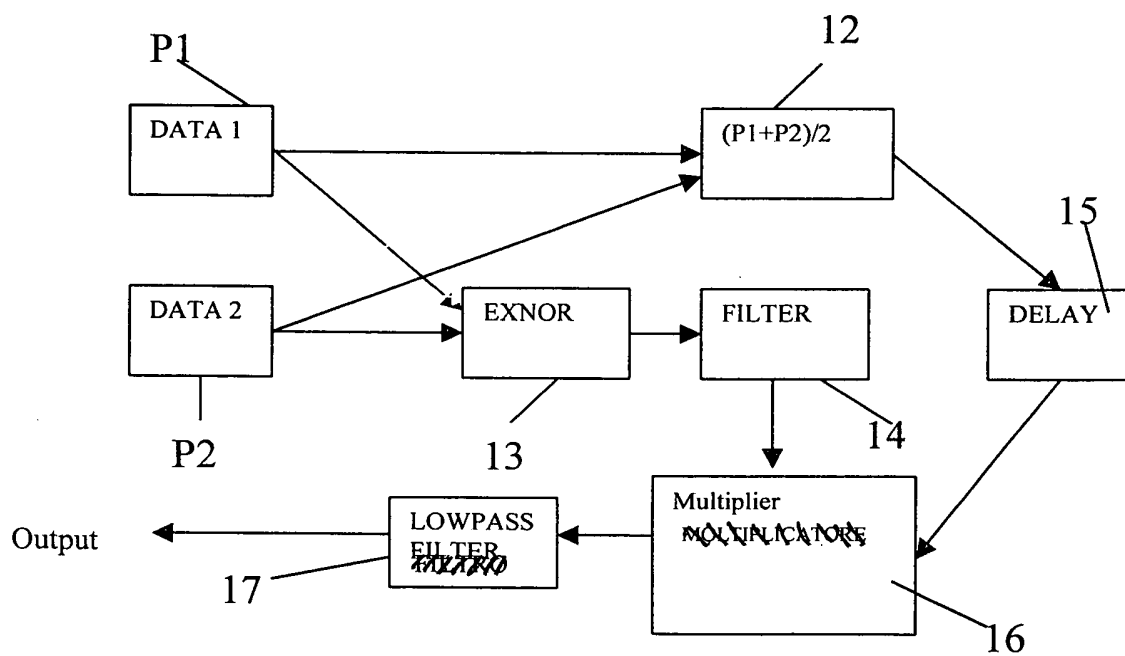 P1
12
DATA 1
(P1+P2)/2
15
DATA 2
EXNOR
FILTER
DELAY
P2
13
14
Multiplier
MOLTIPLICATORE
Output
LOWPASS
FILTER
FILTRO
17
16